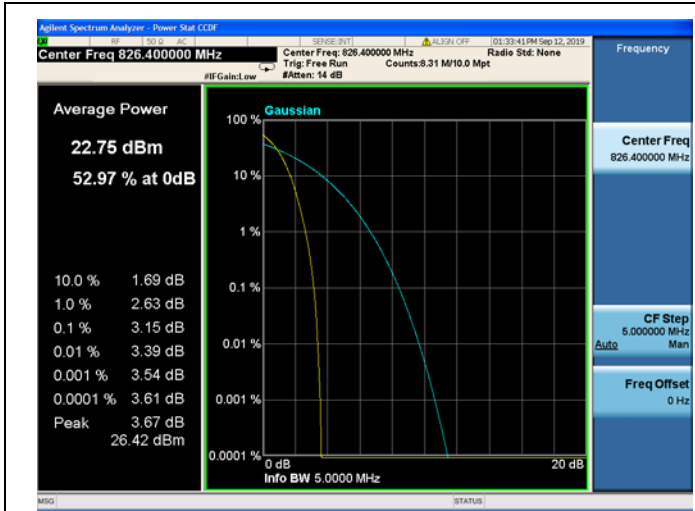 Agilent Spectrum Analyzer - Power Stat CCDF
RF 50 Ω AC SENSE:INT ALIGN OFF 01:33:41 PM Sep 12, 2019
Center Freq 826.400000 MHz
Center Freq: 826.400000 MHz Radio Std: None
Trig: Free Run Counts:8.31 M/10.0 Mpt
#IFGain:Low #Atten: 14 dB
Frequency
Average Power
22.75 dBm
52.97 % at 0dB
10.0 % 1.69 dB
1.0 % 2.63 dB
0.1 % 3.15 dB
0.01 % 3.39 dB
0.001 % 3.54 dB
0.0001 % 3.61 dB
Peak 3.67 dB
26.42 dBm
Gaussian
100 %
10 %
1 %
0.1 %
0.01 %
0.001 %
0.0001 %
0 dB 20 dB
Info BW 5.0000 MHz
Center Freq
826.400000 MHz
CF Step
5.000000 MHz
Auto Man
Freq Offset
0 Hz
MSG STATUS